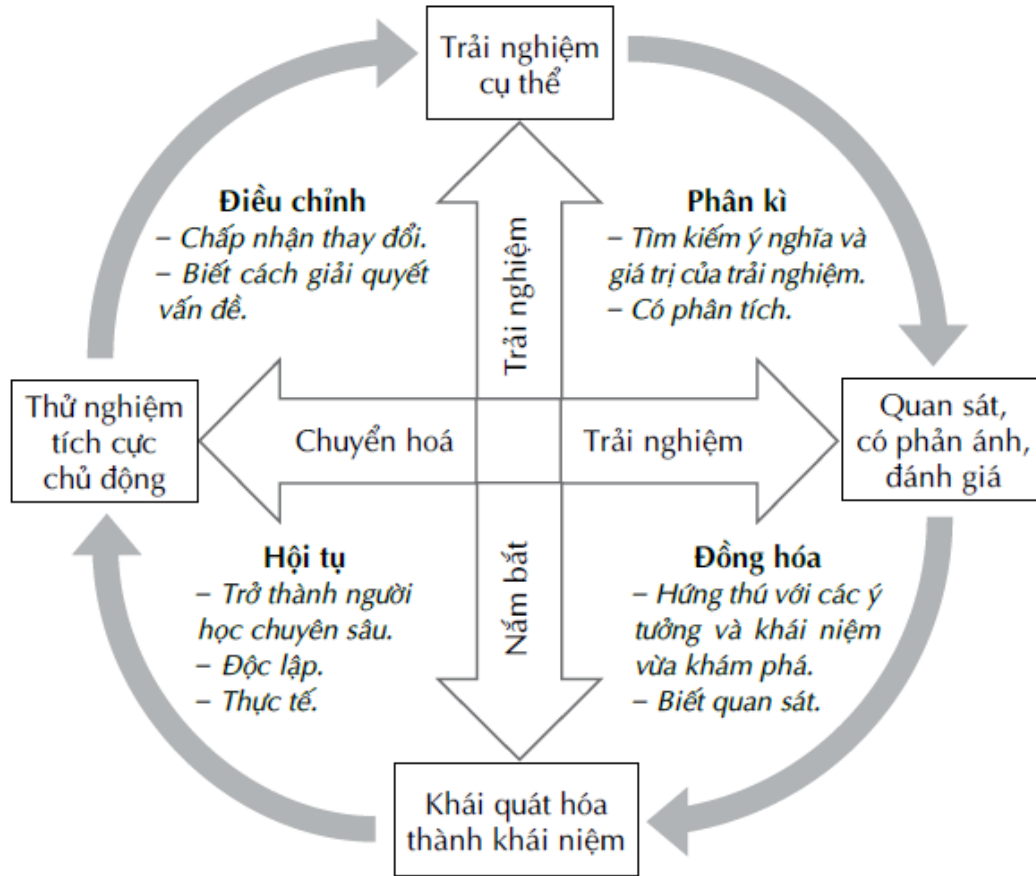 Trải nghiệm
cụ thể
Điều chỉnh
– Chấp nhận thay đổi.
– Biết cách giải quyết
vấn đề.
Phân kì
– Tìm kiếm ý nghĩa và
giá trị của trải nghiệm.
– Có phân tích.
Trải nghiệm
Thử nghiệm
tích cực
chủ động
Chuyển hoá
Trải nghiệm
Quan sát,
có phản ánh,
đánh giá
Nắm bắt
Hội tụ
– Trở thành người
học chuyên sâu.
– Độc lập.
– Thực tế.
Đồng hóa
– Hứng thú với các ý
tưởng và khái niệm
vừa khám phá.
– Biết quan sát.
Khái quát hóa
thành khái niệm